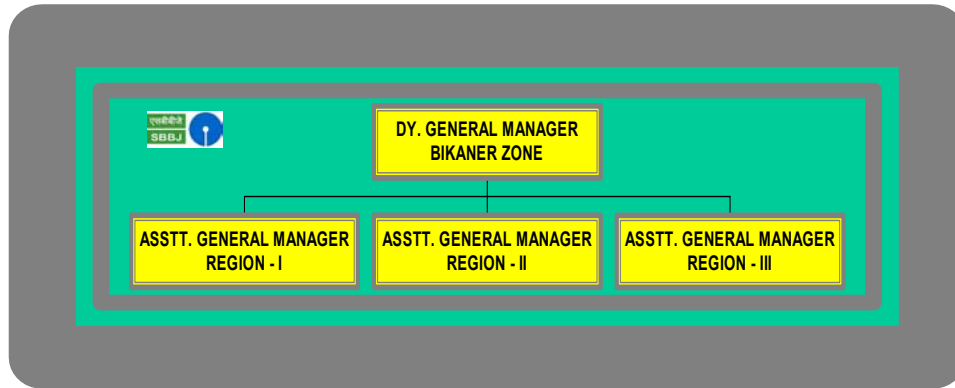 एसबीबीजे
SBBJ
DY. GENERAL MANAGER
BIKANER ZONE
ASSTT. GENERAL MANAGER
REGION - I
ASSTT. GENERAL MANAGER
REGION - II
ASSTT. GENERAL MANAGER
REGION - III